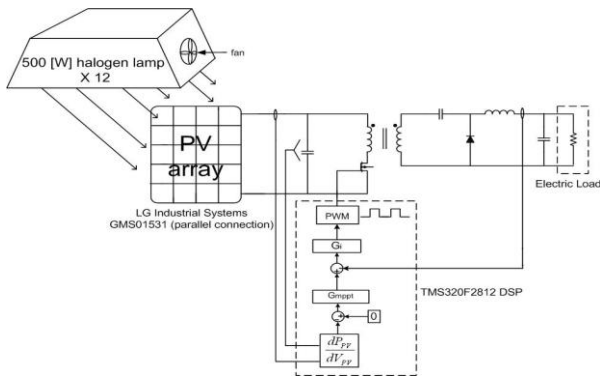 500 [W] halogen lamp
X 12
fan
PV
array
LG Industrial Systems
GMS01531 (parallel connection)
Electric Load
PWM
Gi
TMS320F2812 DSP
Gmppt
0
dP_PV
dV_PV